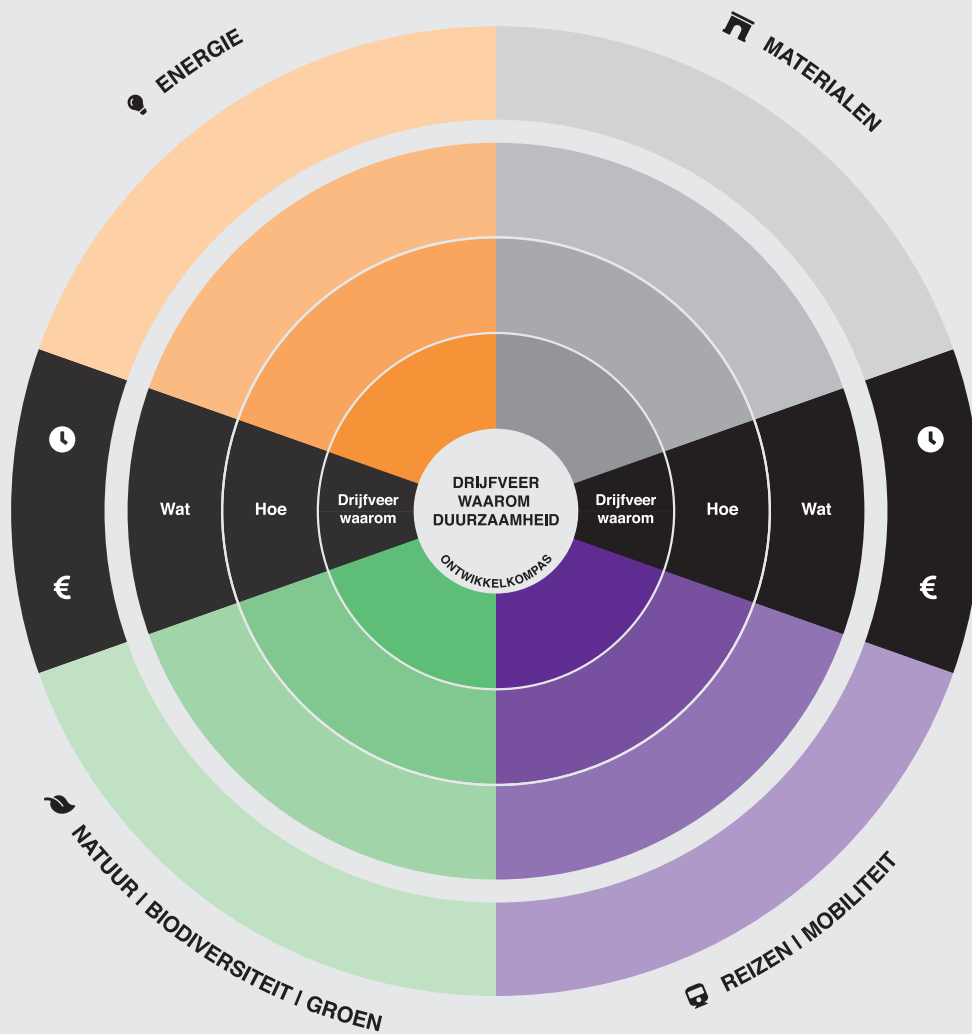 ENERGIE
MATERIALEN
Wat
Hoe
Drijfveer
waarom
DRIJFVEER
WAAROM
DUURZAAMHEID
ONTWIKKELKOMPAS
Drijfveer
waarom
Hoe
Wat
€
€
NATUUR | BIODIVERSITEIT | GROEN
REIZEN | MOBILITEIT